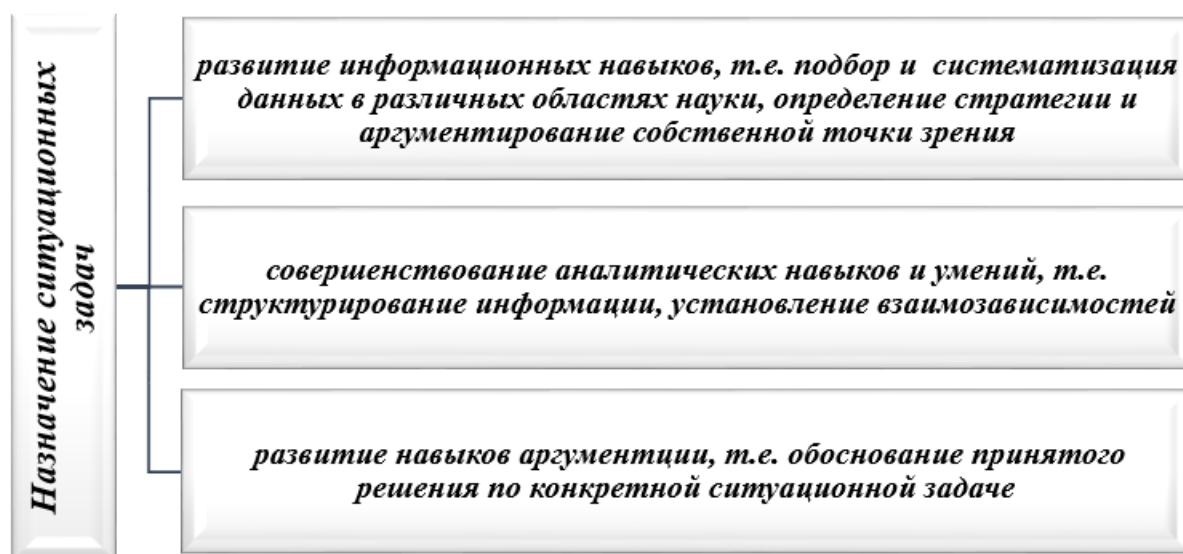 Назначение ситуационных
задач
развитие информационных навыков, т.е. подбор и систематизация
данных в различных областях науки, определение стратегии и
аргументирование собственной точки зрения
совершенствование аналитических навыков и умений, т.е.
структурирование информации, установление взаимозависимостей
развитие навыков аргументции, т.е. обоснование принятого
решения по конкретной ситуационной задаче